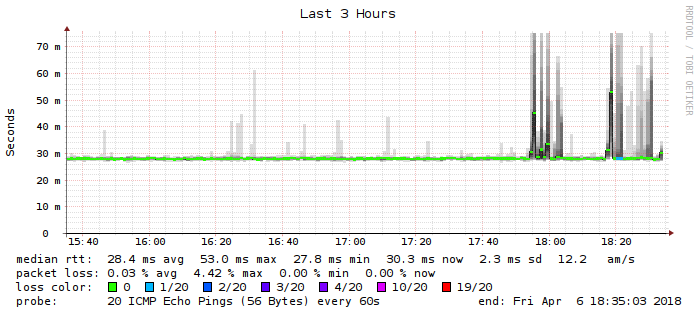 Last 3 Hours
RRDTOOL / TOBI OETIKER
Seconds
70 m
60 m
50 m
40 m
30 m
20 m
10 m
0
15:40 16:00 16:20 16:40 17:00 17:20 17:40 18:00 18:20
median rtt: 28.4 ms avg 53.0 ms max 27.8 ms min 30.3 ms now 2.3 ms sd 12.2 am/s
packet loss: 0.03 % avg 4.42 % max 0.00 % min 0.00 % now
loss color: 0 1/20 2/20 3/20 4/20 10/20 19/20
probe: 20 ICMP Echo Pings (56 Bytes) every 60s end: Fri Apr 6 18:35:03 2018